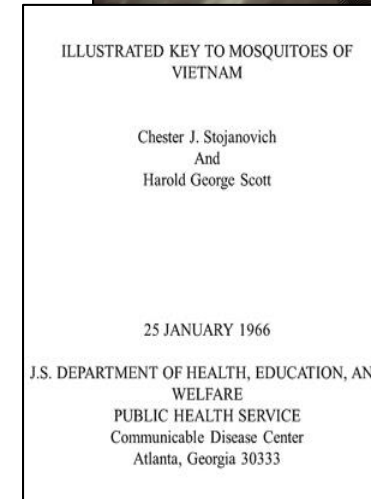 ILLUSTRATED KEY TO MOSQUITOES OF
VIETNAM
Chester J. Stojanovich
And
Harold George Scott
25 JANUARY 1966
J.S. DEPARTMENT OF HEALTH, EDUCATION, AN
WELFARE
PUBLIC HEALTH SERVICE
Communicable Disease Center
Atlanta, Georgia 30333